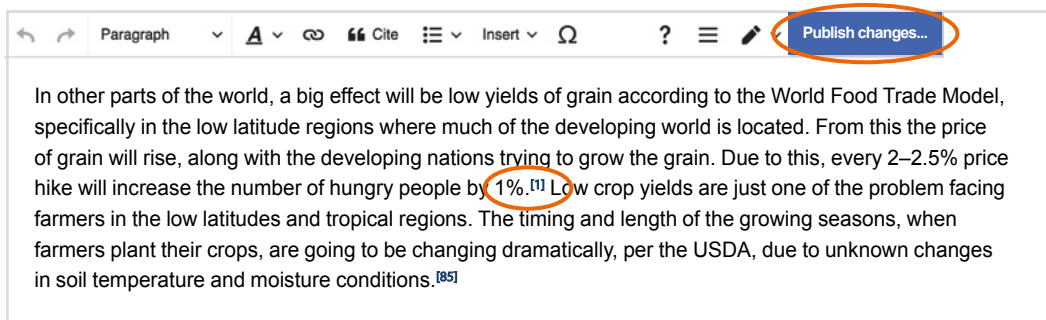 Paragraph A Cite Insert Ω ? Publish changes...
In other parts of the world, a big effect will be low yields of grain according to the World Food Trade Model,
specifically in the low latitude regions where much of the developing world is located. From this the price
of grain will rise, along with the developing nations trying to grow the grain. Due to this, every 2–2.5% price
hike will increase the number of hungry people by 1%.[1] Low crop yields are just one of the problem facing
farmers in the low latitudes and tropical regions. The timing and length of the growing seasons, when
farmers plant their crops, are going to be changing dramatically, per the USDA, due to unknown changes
in soil temperature and moisture conditions.[85]